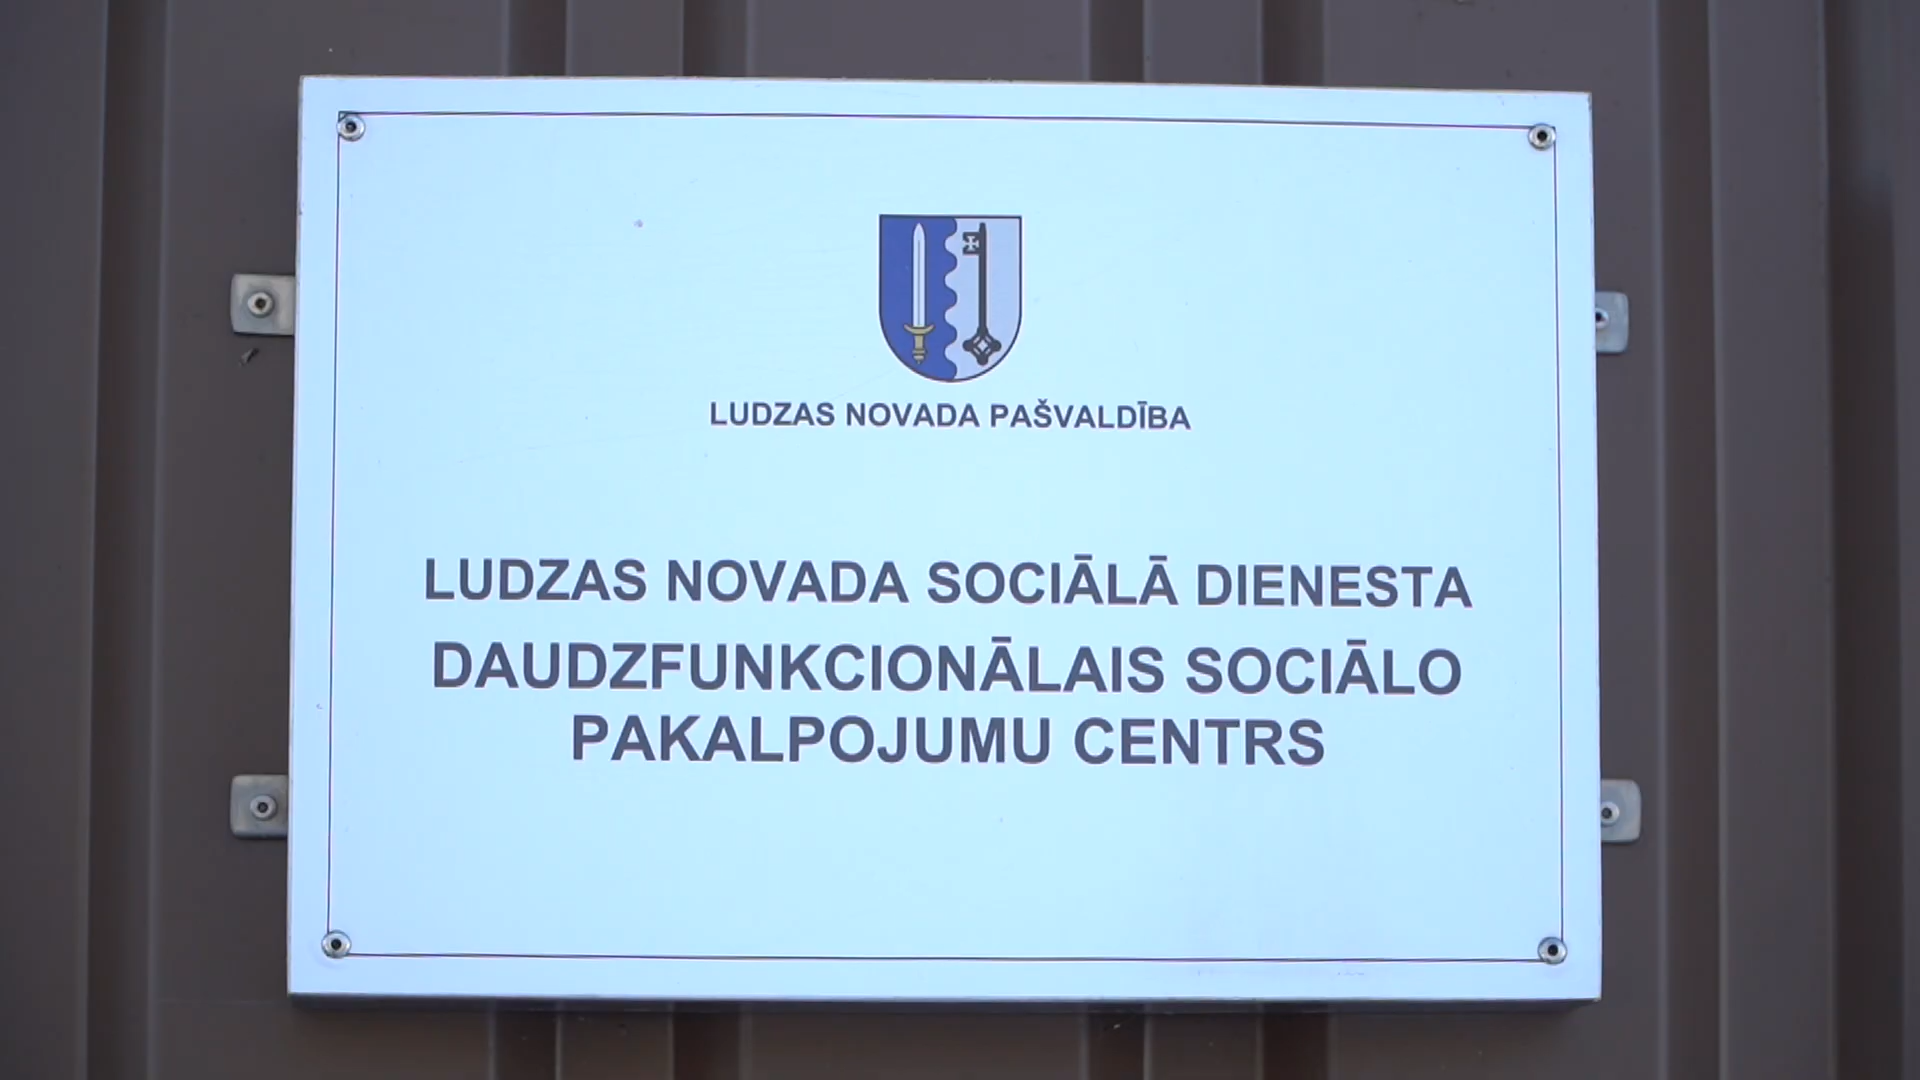 LUDZAS NOVADA PAŠVALDĪBA
LUDZAS NOVADA SOCIĀLĀ DIENESTA
DAUDZFUNKCIONĀLAIS SOCIĀLO
PAKALPOJUMU CENTRS